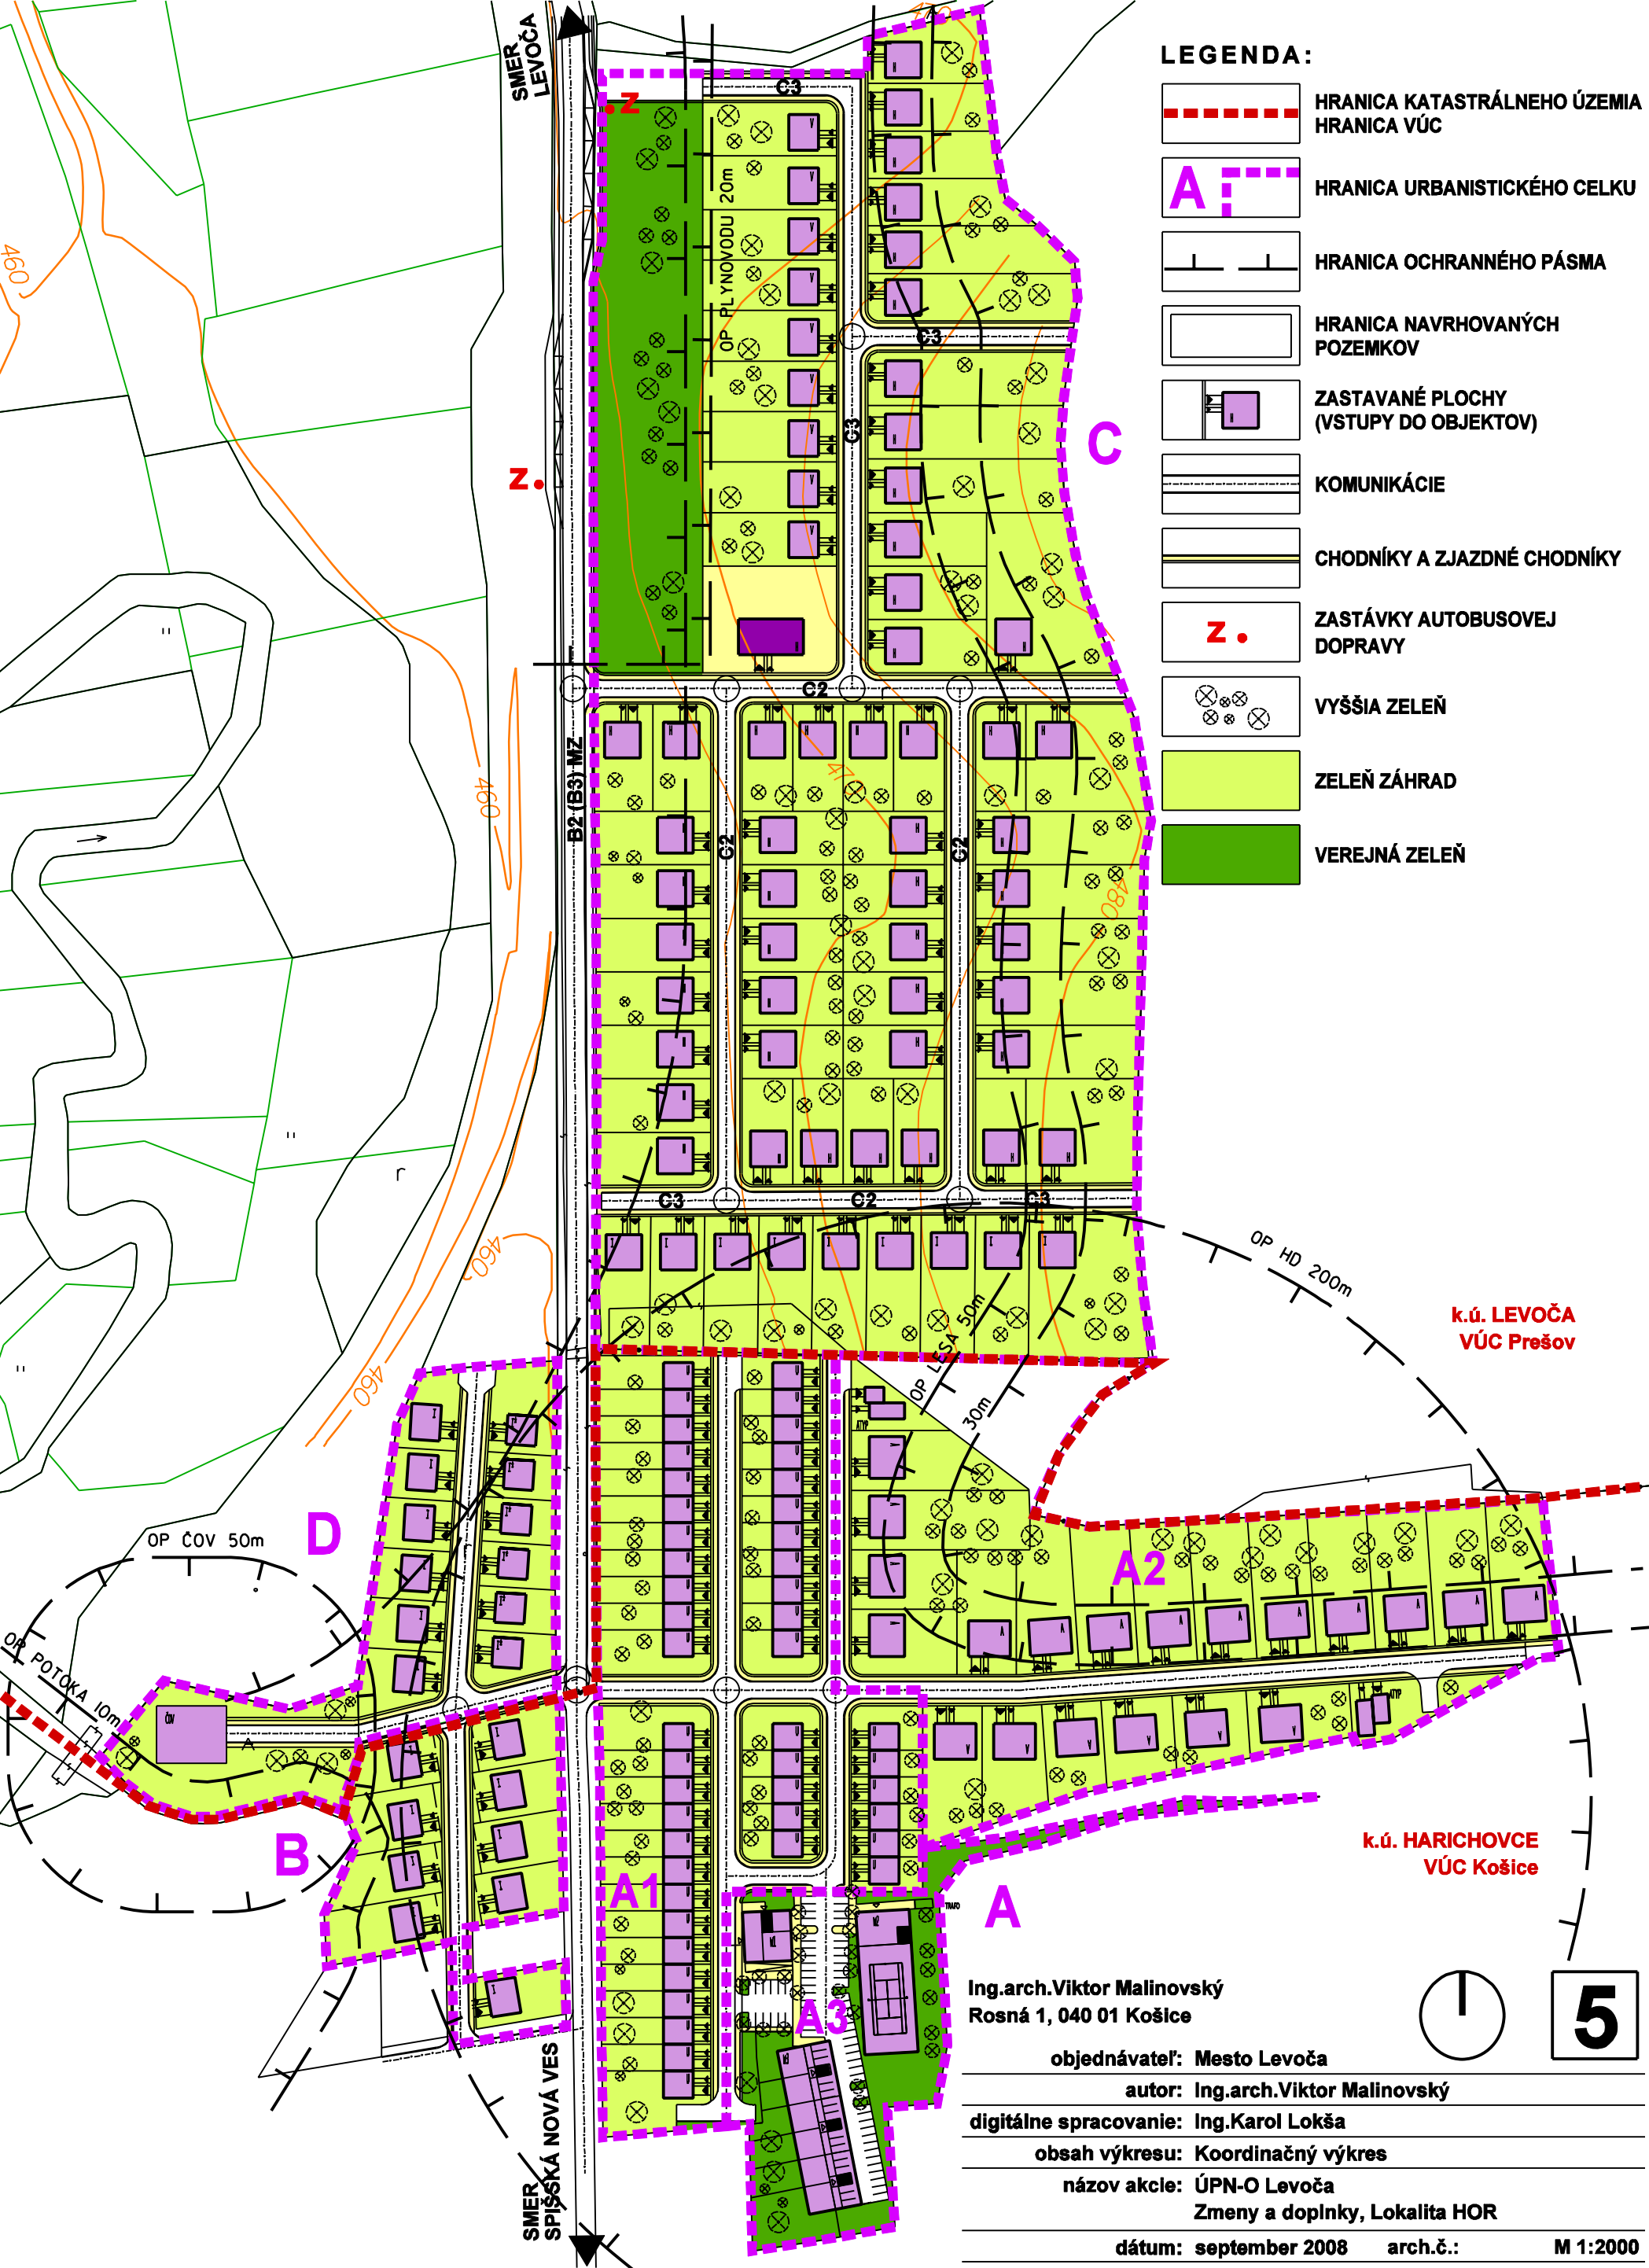 SMER
LEVOČA
LEGENDA:
HRANICA KATASTRÁLNEHO ÚZEMIA
HRANICA VÚC
A
HRANICA URBANISTICKÉHO CELKU
HRANICA OCHRANNÉHO PÁSMA
HRANICA NAVRHOVANÝCH
POZEMKOV
ZASTAVANÉ PLOCHY
(VSTUPY DO OBJEKTOV)
KOMUNIKÁCIE
CHODNÍKY A ZJAZDNÉ CHODNÍKY
z.
ZASTÁVKY AUTOBUSOVEJ
DOPRAVY
VYŠŠIA ZELEŇ
ZELEŇ ZÁHRAD
VEREJNÁ ZELEŇ
C3
.z
OP PLYNOVODU 20m
460
C3
C3
C
z.
C2
B2 (B3) MZ
460
C2
C2
480
C3
C2
C3
460
460
OP HD 200m
OP LESA 50m
30m
k.ú. LEVOČA
VÚC Prešov
ATYP
D
OP ČOV 50m
A2
OP POTOKA 10m
ČOV
ATYP
B
A1
A
TRAFO
k.ú. HARICHOVCE
VÚC Košice
A3
SMER
SPIŠSKÁ NOVÁ VES
Ing.arch.Viktor Malinovský
Rosná 1, 040 01 Košice
5
objednávateľ: Mesto Levoča
autor: Ing.arch.Viktor Malinovský
digitálne spracovanie: Ing.Karol Lokša
obsah výkresu: Koordinačný výkres
názov akcie: ÚPN-O Levoča
Zmeny a doplnky, Lokalita HOR
dátum: september 2008 arch.č.: M 1:2000